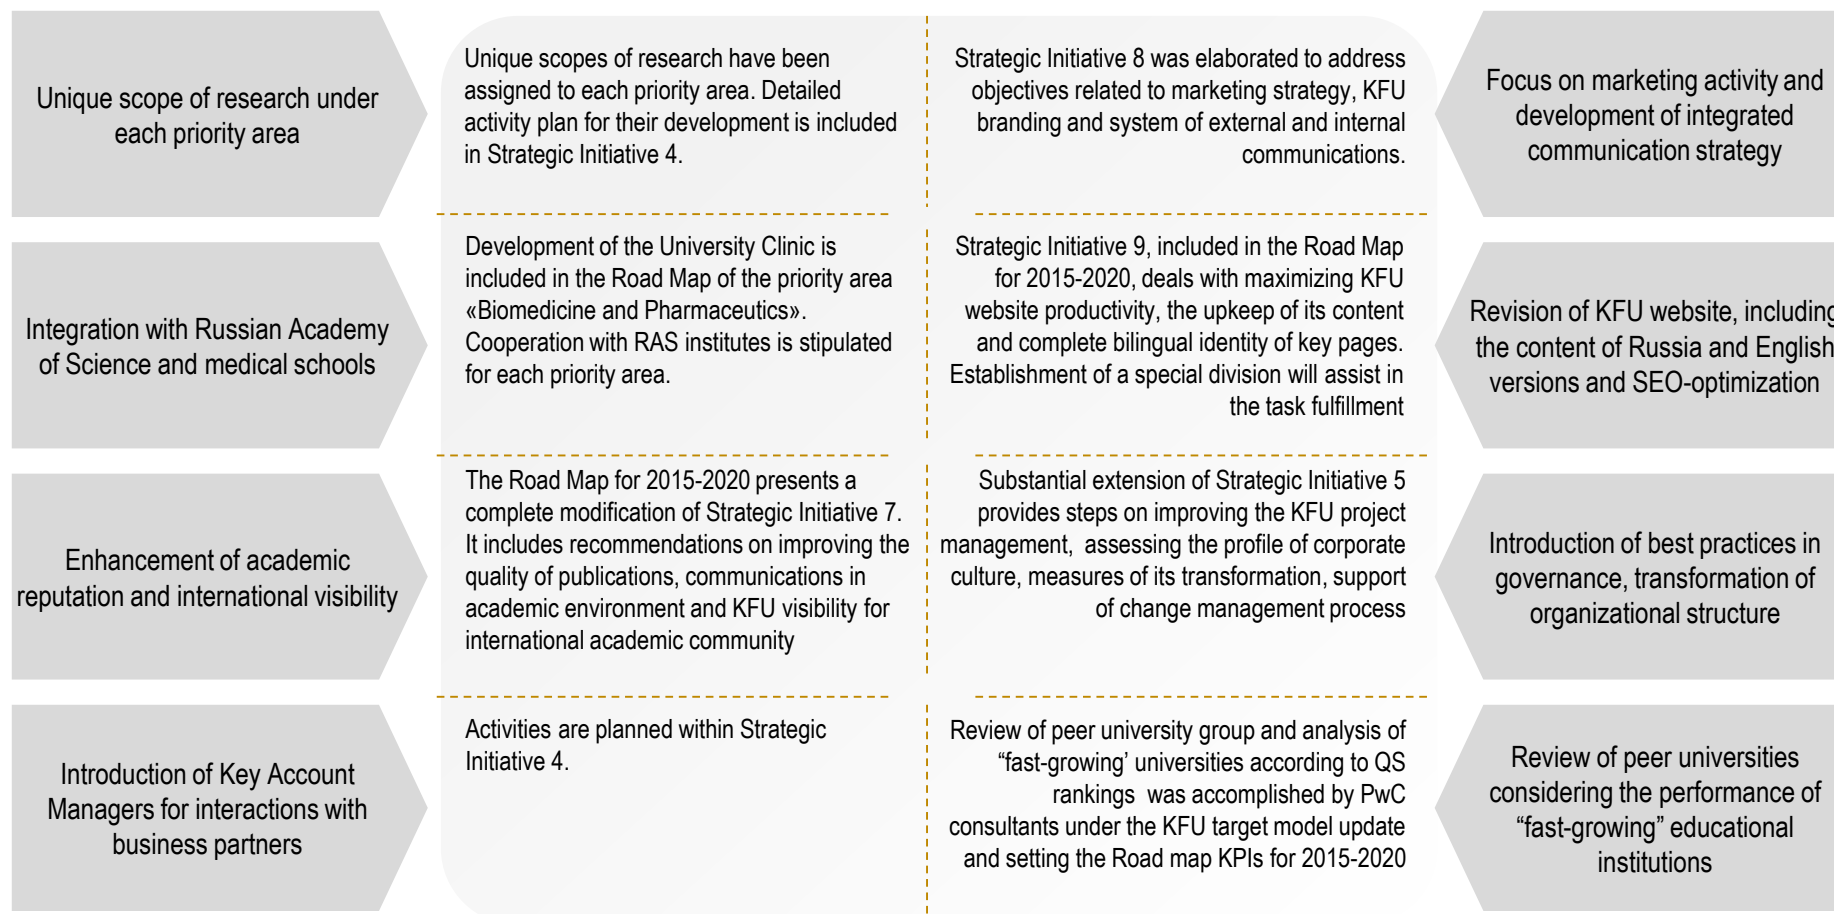 Unique scope of research under
each priority area
Unique scopes of research have been
assigned to each priority area. Detailed
activity plan for their development is included
in Strategic Initiative 4.
Strategic Initiative 8 was elaborated to address
objectives related to marketing strategy, KFU
branding and system of external and internal
communications.
Focus on marketing activity and
development of integrated
communication strategy
Integration with Russian Academy
of Science and medical schools
Development of the University Clinic is
included in the Road Map of the priority area
«Biomedicine and Pharmaceutics».
Cooperation with RAS institutes is stipulated
for each priority area.
Strategic Initiative 9, included in the Road Map
for 2015-2020, deals with maximizing KFU
website productivity, the upkeep of its content
and complete bilingual identity of key pages.
Establishment of a special division will assist in
the task fulfillment
Revision of KFU website, including
the content of Russia and English
versions and SEO-optimization
Enhancement of academic
reputation and international visibility
The Road Map for 2015-2020 presents a
complete modification of Strategic Initiative 7.
It includes recommendations on improving the
quality of publications, communications in
academic environment and KFU visibility for
international academic community
Substantial extension of Strategic Initiative 5
provides steps on improving the KFU project
management,  assessing the profile of corporate
culture, measures of its transformation, support
of change management process
Introduction of best practices in
governance, transformation of
organizational structure
Introduction of Key Account
Managers for interactions with
business partners
Activities are planned within Strategic
Initiative 4.
Review of peer university group and analysis of
“fast-growing’ universities according to QS
rankings  was accomplished by PwC
consultants under the KFU target model update
and setting the Road map KPIs for 2015-2020
Review of peer universities
considering the performance of
“fast-growing” educational
institutions